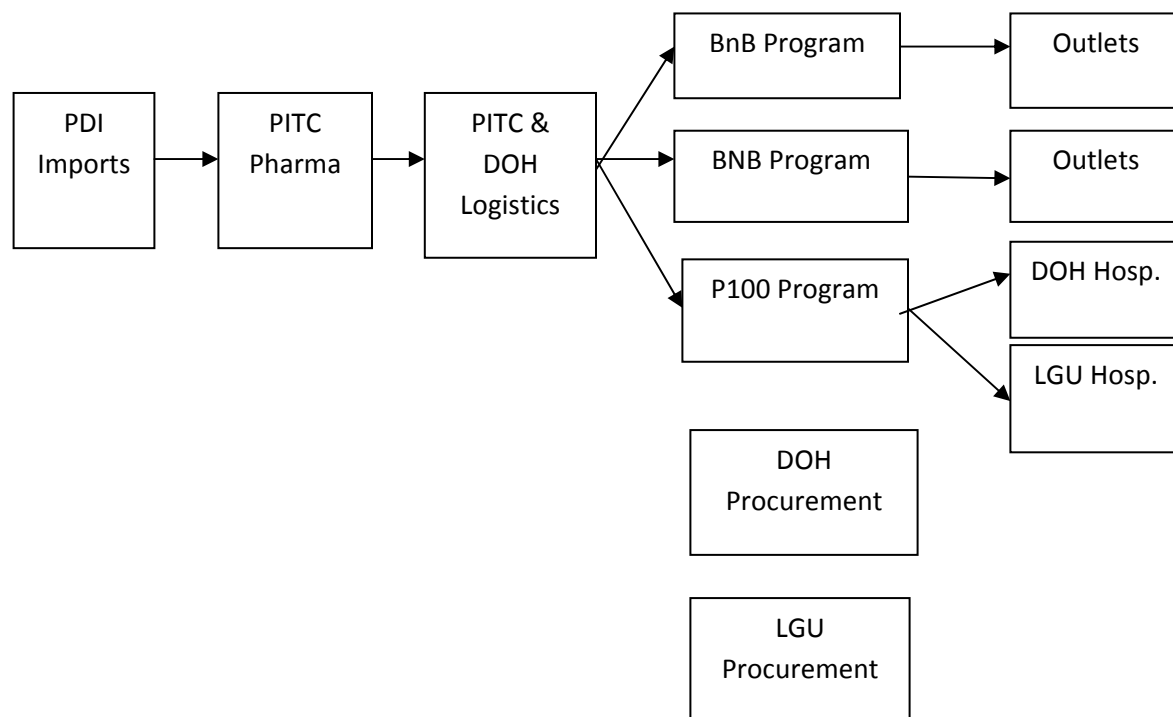 PDI
Imports
PITC
Pharma
PITC &
DOH
Logistics
BnB Program
Outlets
BNB Program
Outlets
P100 Program
DOH Hosp.
LGU Hosp.
DOH
Procurement
LGU
Procurement